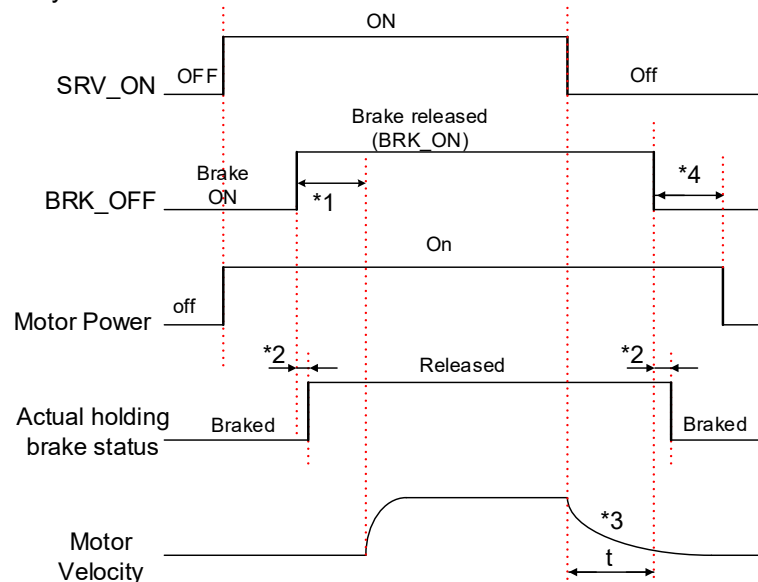 ON
OFF
Off
SRV_ON
Brake released
(BRK_ON)
Brake
ON
*1
*4
BRK_OFF
On
off
Motor Power
*2
Released
*2
Actual holding
brake status
Braked
Braked
*3
Motor
Velocity
t